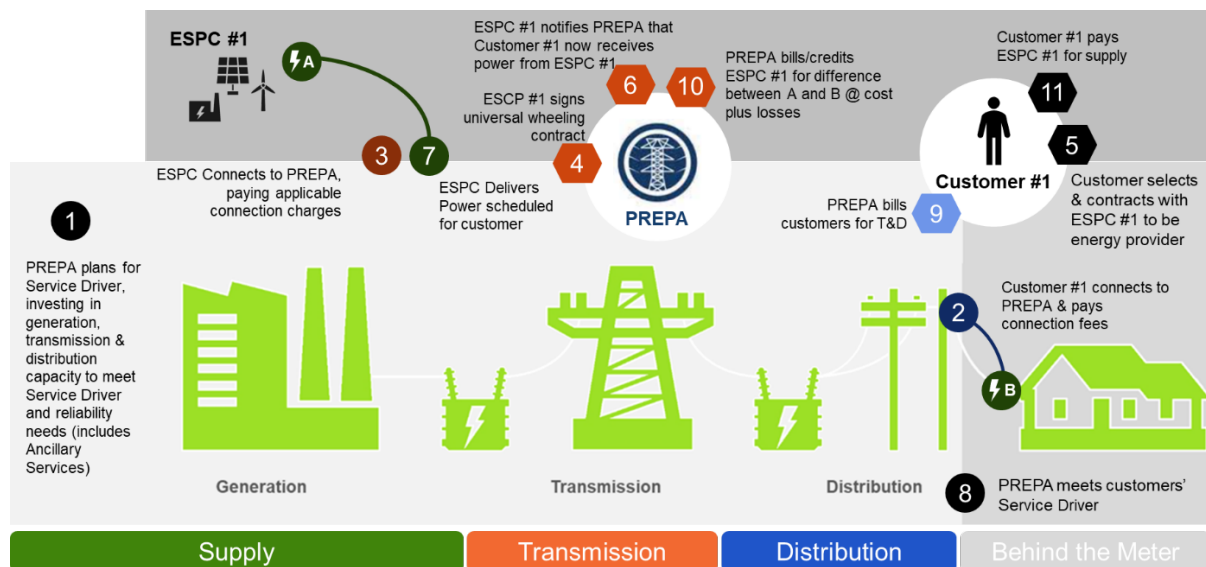 ESPC #1
A
ESPC #1 notifies PREPA that
Customer #1 now receives
power from ESPC #1
6
10
PREPA bills/credits
ESPC #1 for difference
between A and B @ cost
plus losses
Customer #1 pays
ESPC #1 for supply
11
ESCP #1 signs
universal wheeling
contract
4
PREPA
5
Customer #1
3
7
ESPC Connects to PREPA,
paying applicable
connection charges
ESPC Delivers
Power scheduled
for customer
PREPA bills
customers for T&D
9
Customer selects
& contracts with
ESPC #1 to be
energy provider
1
PREPA plans for
Service Driver,
investing in
generation,
transmission &
distribution
capacity to meet
Service Driver
and reliability
needs (includes
Ancillary
Services)
2
Customer #1 connects to
PREPA & pays
connection fees
B
Generation
Transmission
Distribution
8
PREPA meets customers'
Service Driver
Supply
Transmission
Distribution
Behind the Meter